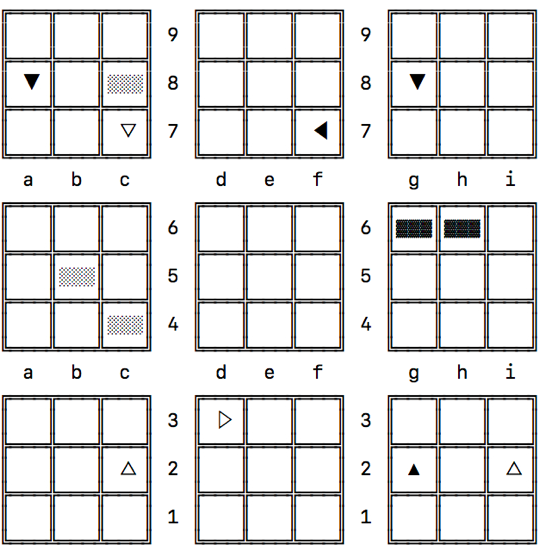 9 9
▼ ░░░ 8 ▼ 8
▽ 7 ◀ 7
a b c d e f g h i
6 6 ▓▓▓ ▓▓▓
░░░ 5 5
░░░ 4 4
a b c d e f g h i
3 ▷ 3
△ 2 2 ▲ △
1 1